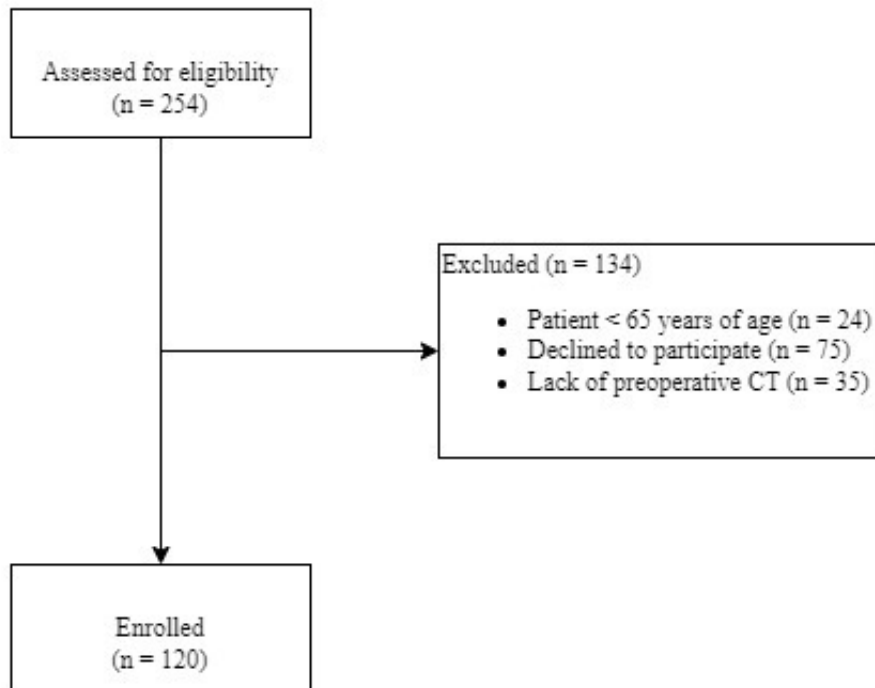 Assessed for eligibility
(n = 254)
Excluded (n = 134)
• Patient < 65 years of age (n = 24)
• Declined to participate (n = 75)
• Lack of preoperative CT (n = 35)
Enrolled
(n = 120)